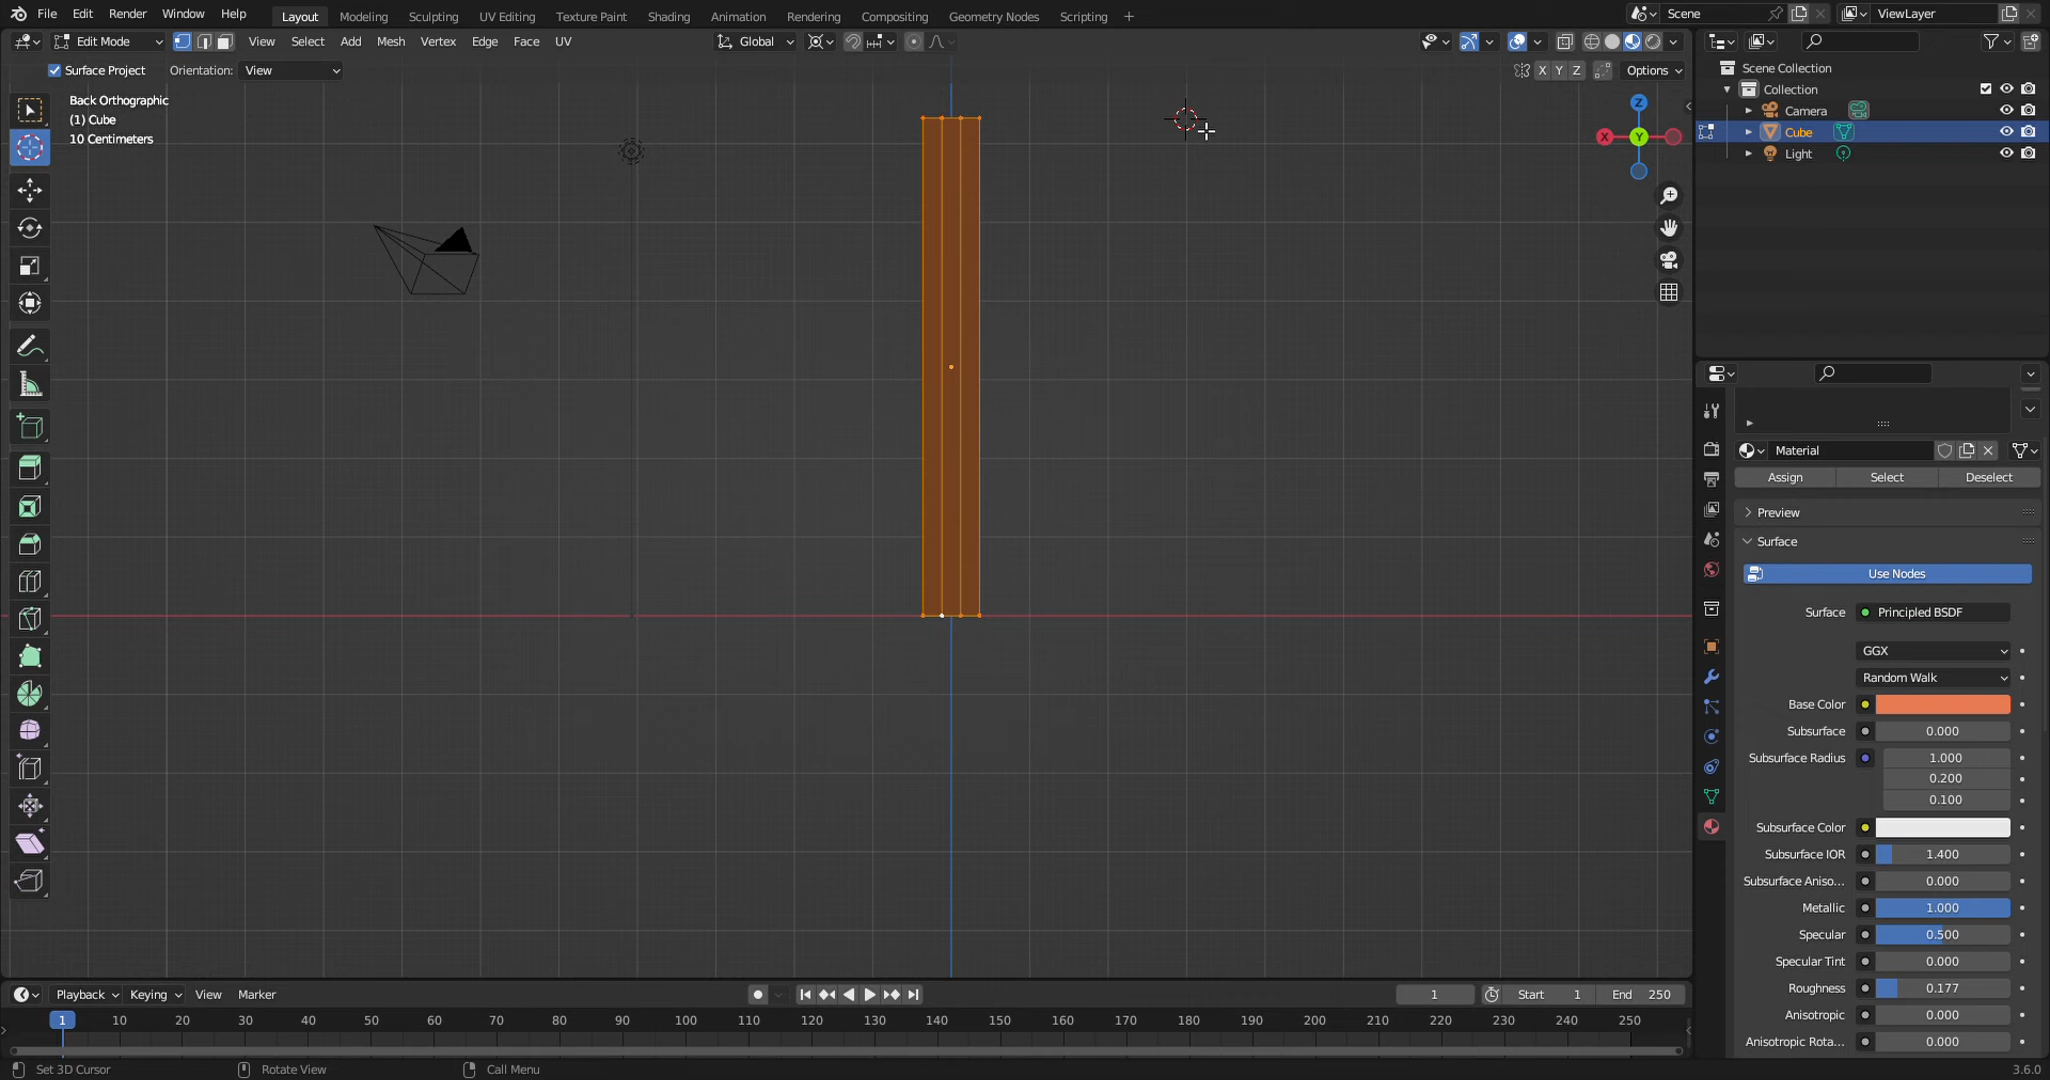 File Edit Render Window Help Layout Modeling Sculpting UV Editing Texture Paint Shading Animation Rendering Compositing Geometry Nodes Scripting + Scene ViewLayer
Edit Mode View Select Add Mesh Vertex Edge Face UV Global
Surface Project Orientation: View X Y Z Options
Back Orthographic
(1) Cube
10 Centimeters
Z
X Y
Scene Collection
Collection
Camera
Cube
Light
Material
Assign Select Deselect
Preview
Surface
Use Nodes
Surface Principled BSDF
GGX
Random Walk
Base Color
Subsurface 0.000
Subsurface Radius 1.000
0.200
0.100
Subsurface Color
Subsurface IOR 1.400
Subsurface Aniso... 0.000
Metallic 1.000
Specular 0.500
Specular Tint 0.000
Roughness 0.177
Anisotropic 0.000
Anisotropic Rota... 0.000
Playback Keying View Marker 1 Start 1 End 250
1 10 20 30 40 50 60 70 80 90 100 110 120 130 140 150 160 170 180 190 200 210 220 230 240 250
Set 3D Cursor Rotate View Call Menu 3.6.0